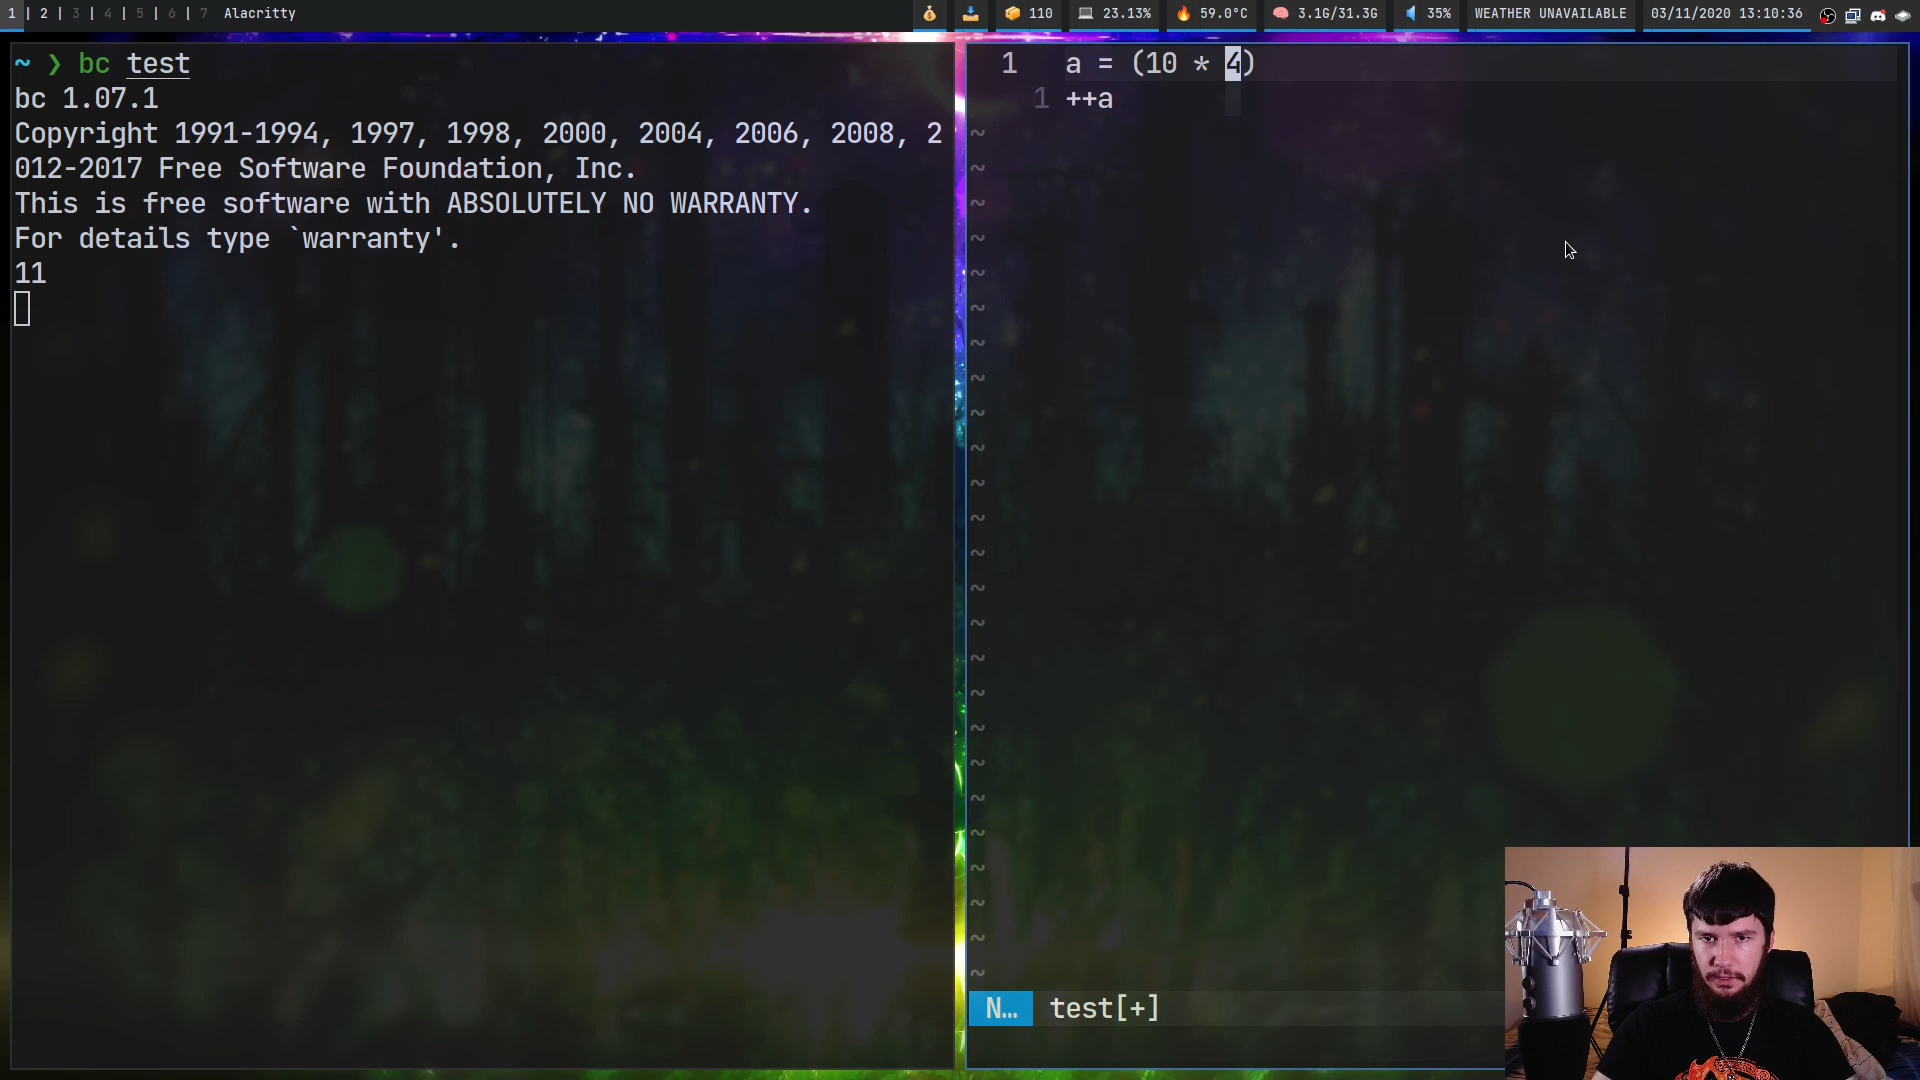 1 | 2 | 3 | 4 | 5 | 6 | 7 Alacritty 110 23.13% 59.0°C 3.1G/31.3G 35% WEATHER UNAVAILABLE 03/11/2020 13:10:36
~ ❯ bc test
bc 1.07.1
Copyright 1991-1994, 1997, 1998, 2000, 2004, 2006, 2008, 2
012-2017 Free Software Foundation, Inc.
This is free software with ABSOLUTELY NO WARRANTY.
For details type `warranty'.
11
1 a = (10 * 4)
1 ++a
N… test[+]